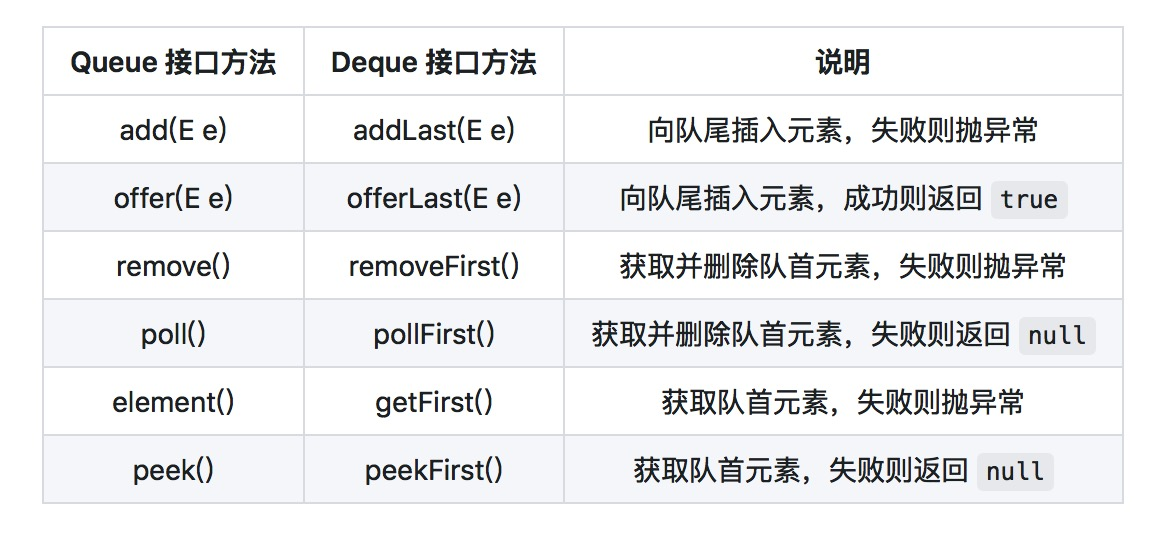 Queue 接口方法 Deque 接口方法 说明
add(E e) addLast(E e) 向队尾插入元素，失败则抛异常
offer(E e) offerLast(E e) 向队尾插入元素，成功则返回 true
remove() removeFirst() 获取并删除队首元素，失败则抛异常
poll() pollFirst() 获取并删除队首元素，失败则返回 null
element() getFirst() 获取队首元素，失败则抛异常
peek() peekFirst() 获取队首元素，失败则返回 null